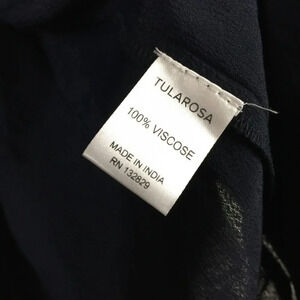 TULAROSA
100% VISCOSE
MADE IN INDIA
RN 132829